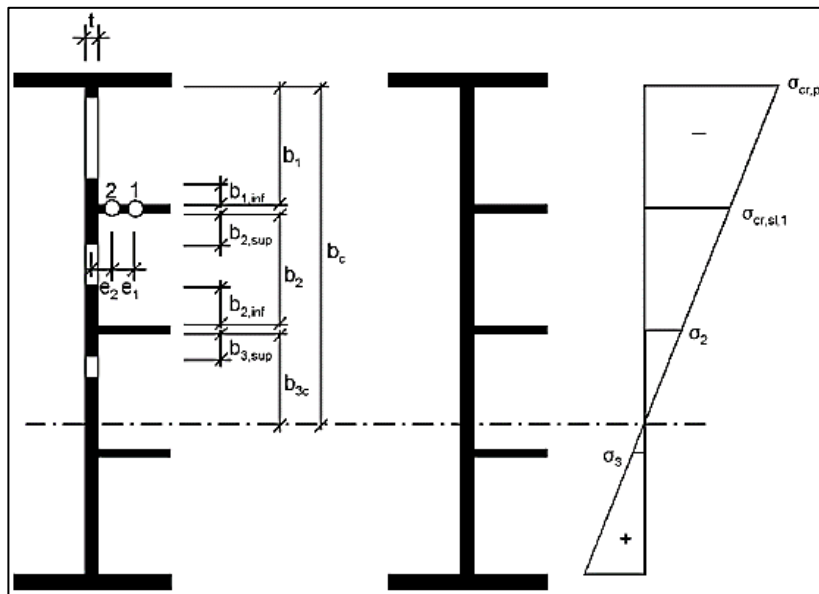 t
σcr,p
−
b1
2 1
b1,inf
σcr,sl,1
b2,sup
bc
e2 e1
b2
b2,inf
σ2
b3,sup
b3c
σ3
+